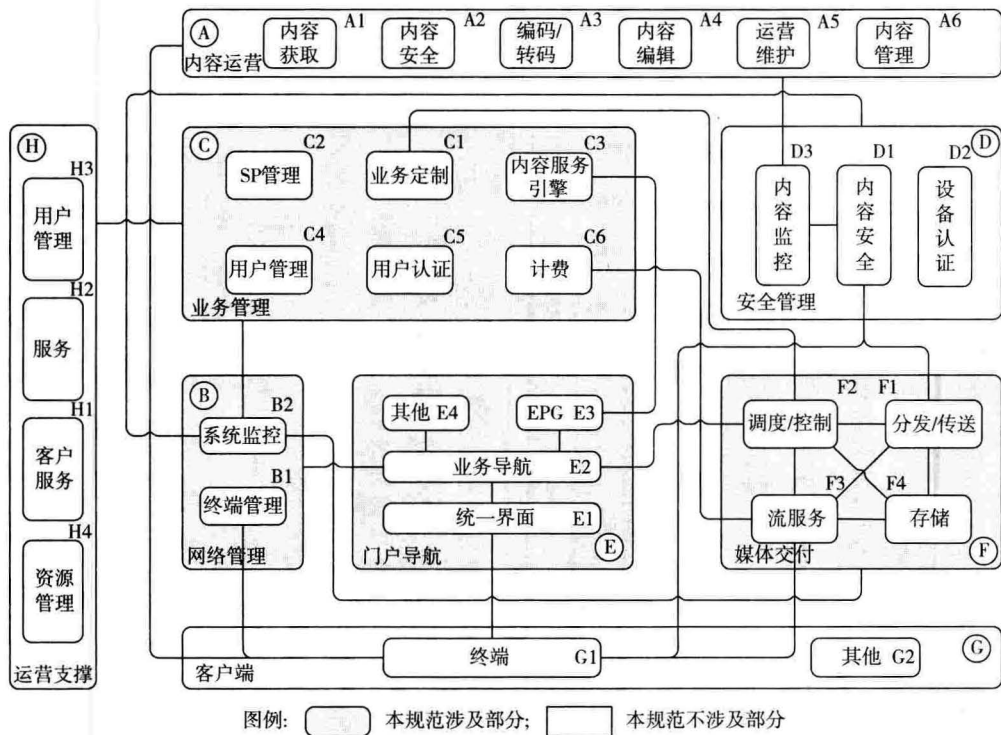 A
内容运营
内容
获取
A1
内容
安全
A2
编码/
转码
A3
内容
编辑
A4
运营
维护
A5
内容
管理
A6
H
H3
用户
管理
H2
服务
H1
客户
服务
H4
资源
管理
运营支撑
C
C2
SP管理
C1
业务定制
C3
内容服务
引擎
C4
用户管理
C5
用户认证
C6
计费
业务管理
D
D3
内容监控
D1
内容安全
D2
设备认证
安全管理
B
B2
系统监控
B1
终端管理
网络管理
其他 E4
EPG E3
业务导航 E2
统一界面 E1
门户导航
E
F2
调度/控制
F1
分发/传送
F3
流服务
F4
存储
媒体交付
F
客户端
终端 G1
其他 G2
G
图例: 本规范涉及部分; 本规范不涉及部分